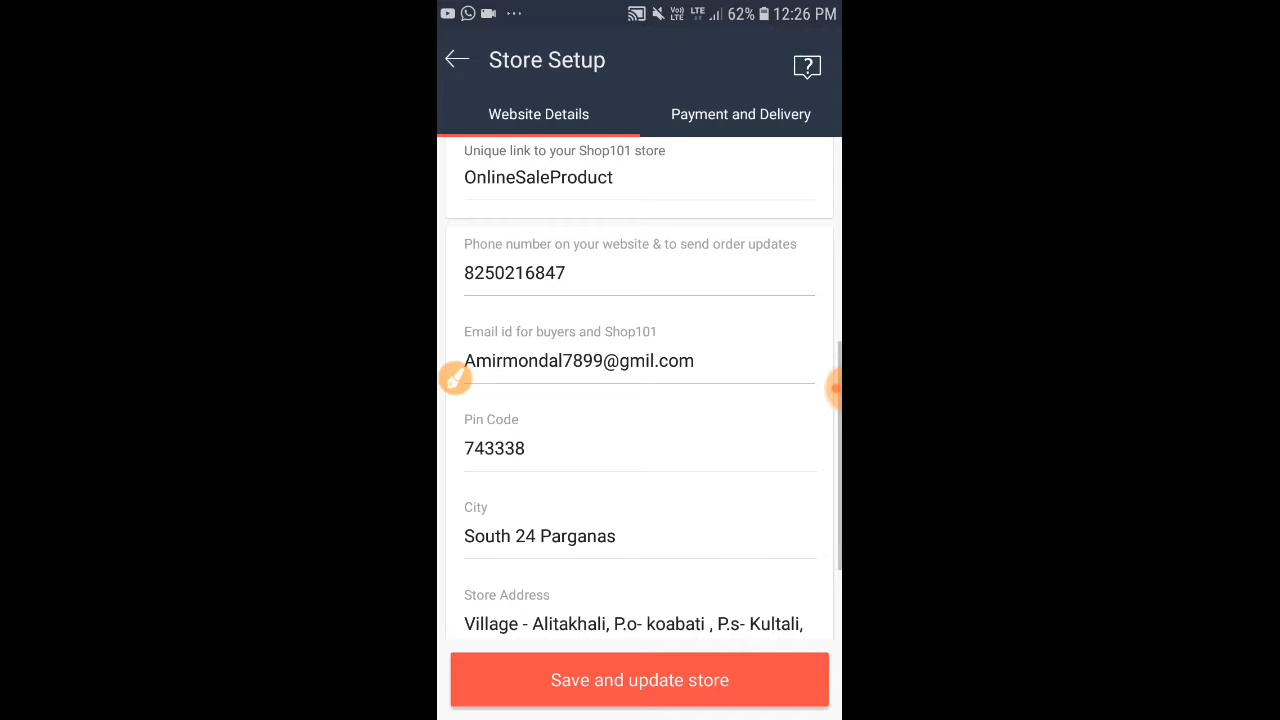 62% 12:26 PM
Store Setup
Website Details
Payment and Delivery
Unique link to your Shop101 store
OnlineSaleProduct
Phone number on your website & to send order updates
8250216847
Email id for buyers and Shop101
Amirmondal7899@gmil.com
Pin Code
743338
City
South 24 Parganas
Store Address
Village - Alitakhali, P.o- koabati , P.s- Kultali,
Save and update store